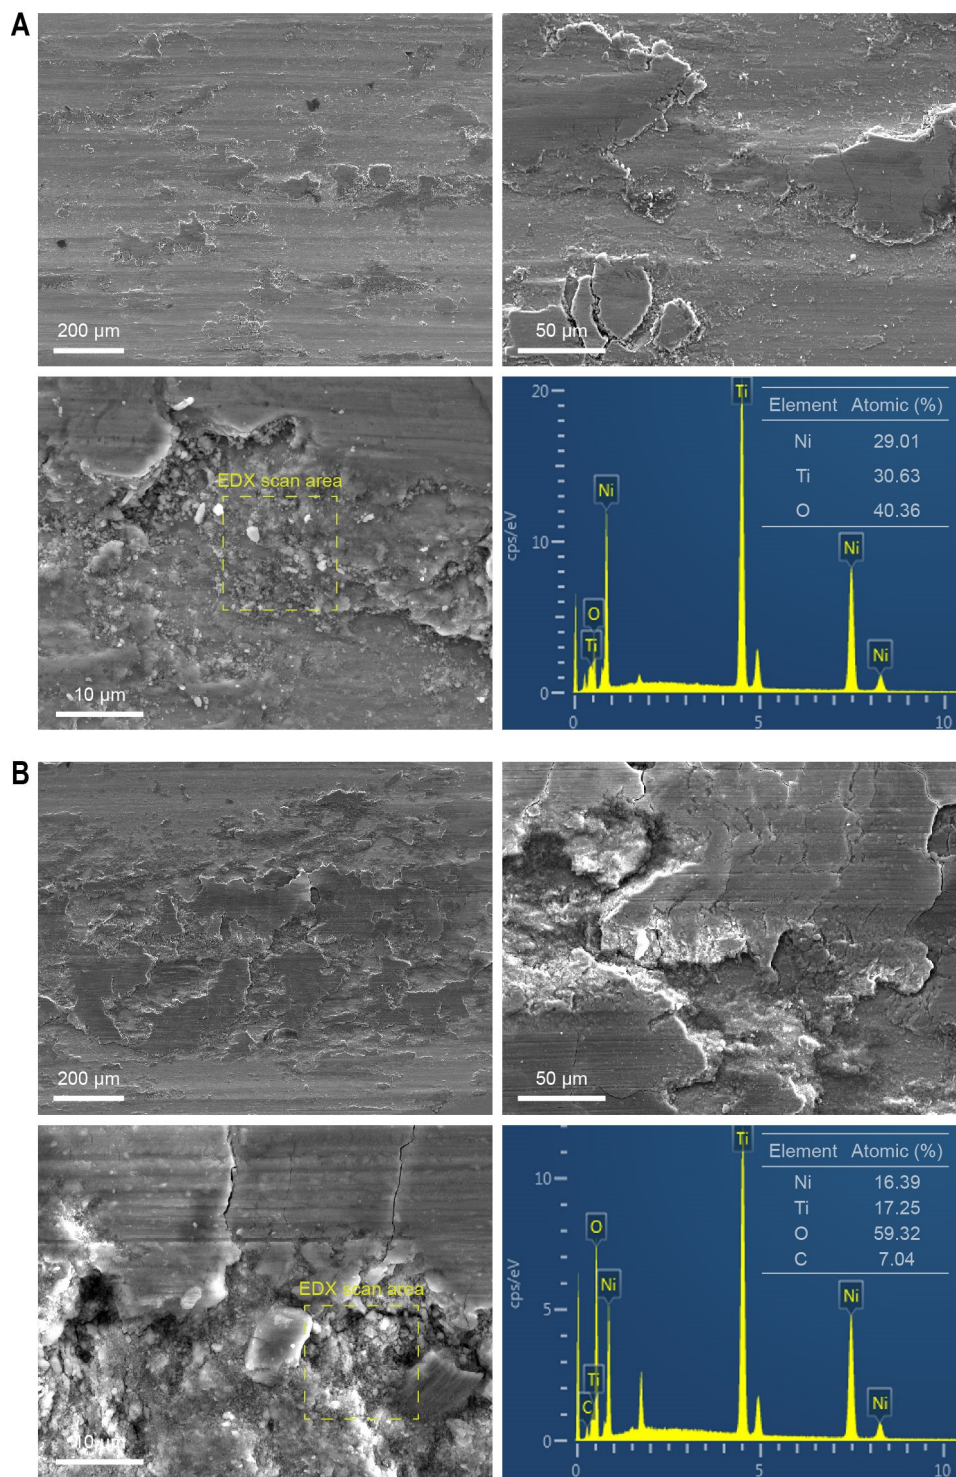 A
200 µm
50 µm
EDX scan area
10 µm
20
10
0
cps/eV
Ti
Ni
O
Ti
Ni
Ni
0
5
10
Element Atomic (%)
Ni 29.01
Ti 30.63
O 40.36
B
200 µm
50 µm
EDX scan area
10 µm
10
5
0
cps/eV
Ti
O
Ni
Ti
C
Ni
Ni
0
5
10
Element Atomic (%)
Ni 16.39
Ti 17.25
O 59.32
C 7.04